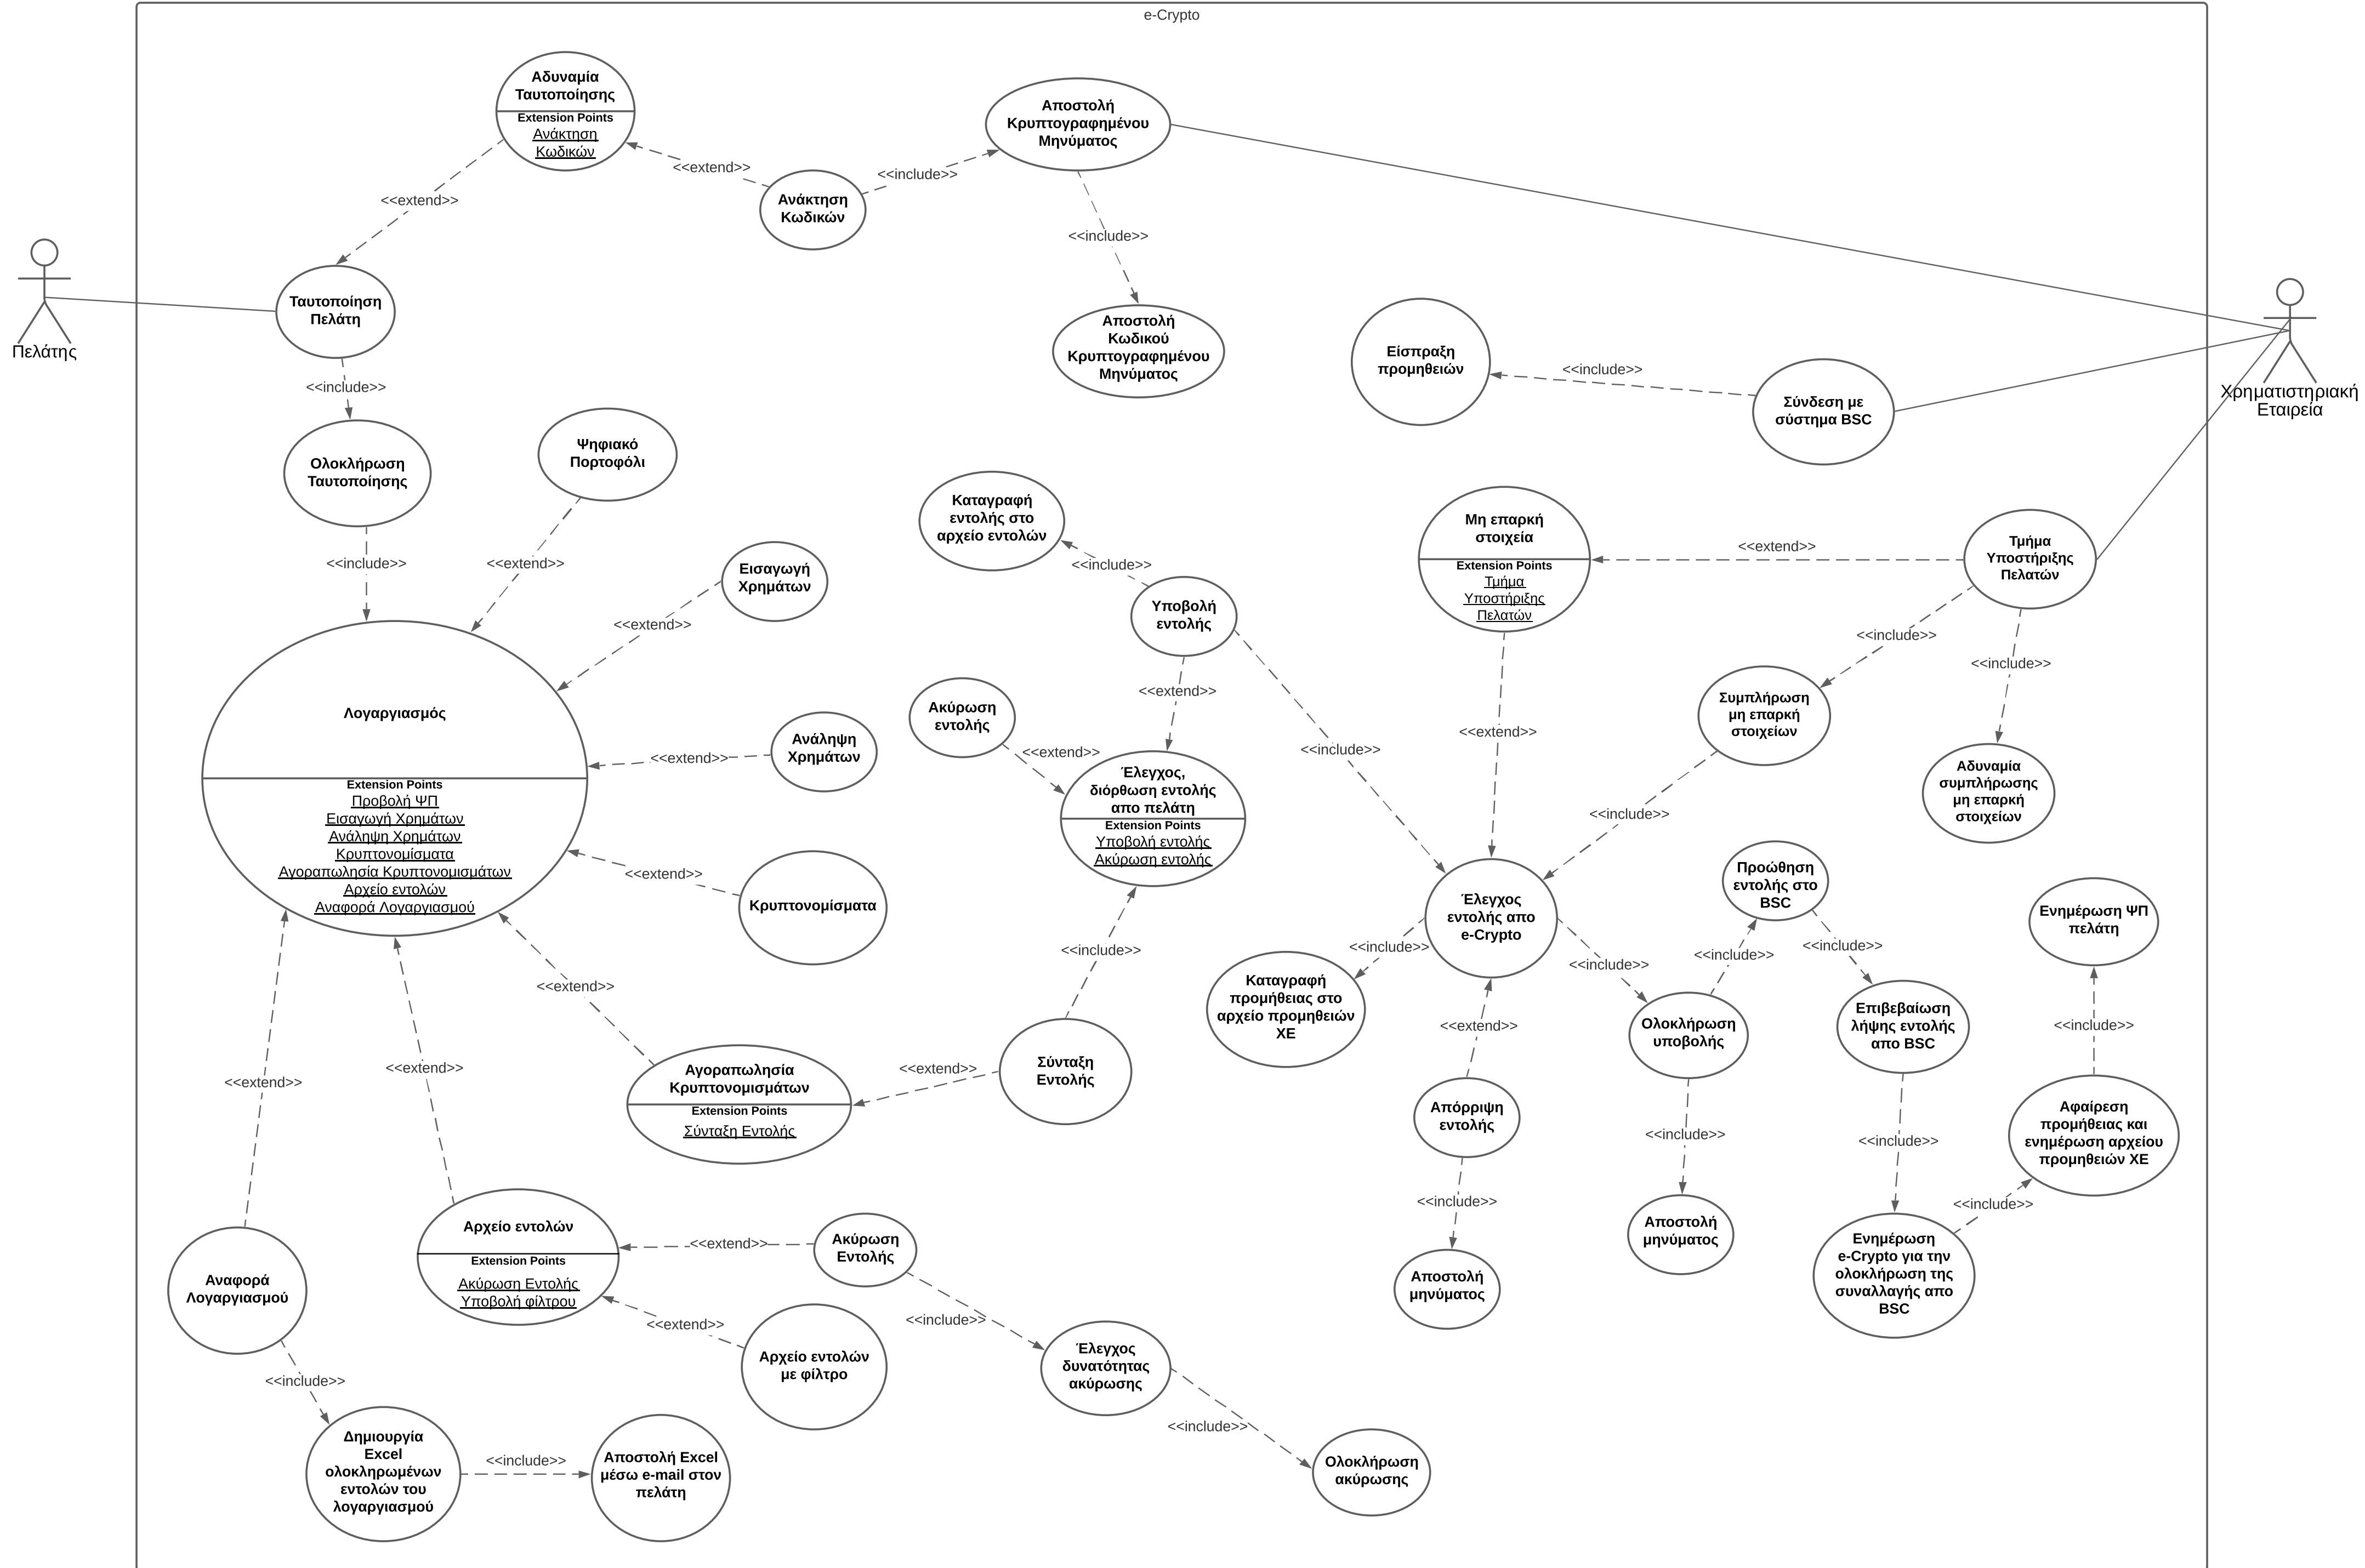 e-Crypto
Αδυναμία
Ταυτοποίησης
Extension Points
Ανάκτηση
Κωδικών
<<extend>>
<<extend>>
Ανάκτηση
Κωδικών
<<include>>
Αποστολή
Κρυπτογραφημένου
Μηνύματος
<<include>>
Αποστολή
Κωδικού
Κρυπτογραφημένου
Μηνύματος
Πελάτης
Ταυτοποίηση
Πελάτη
<<include>>
Ολοκλήρωση
Ταυτοποίησης
<<include>>
Είσπραξη
προμηθειών
<<include>>
Σύνδεση με
σύστημα BSC
Χρηματιστηριακή
Εταιρεία
Ψηφιακό
Πορτοφόλι
<<extend>>
Εισαγωγή
Χρημάτων
<<extend>>
Ανάληψη
Χρημάτων
<<extend>>
Κρυπτονομίσματα
<<extend>>
Λογαργιασμός
Extension Points
Προβολή ΨΠ
Εισαγωγή Χρημάτων
Ανάληψη Χρημάτων
Κρυπτονομίσματα
Αγοραπωλησία Κρυπτονομισμάτων
Αρχείο εντολών
Αναφορά Λογαργιασμού
Καταγραφή
εντολής στο
αρχείο εντολών
<<include>>
Υποβολή
εντολής
<<extend>>
<<include>>
Ακύρωση
εντολής
<<extend>>
Έλεγχος,
διόρθωση εντολής
απο πελάτη
Extension Points
Υποβολή εντολής
Ακύρωση εντολής
<<include>>
Μη επαρκή
στοιχεία
Extension Points
Τμήμα
Υποστήριξης
Πελατών
<<extend>>
<<extend>>
Τμήμα
Υποστήριξης
Πελατών
<<include>>
<<include>>
Συμπλήρωση
μη επαρκή
στοιχείων
<<include>>
Αδυναμία
συμπλήρωσης
μη επαρκή
στοιχείων
Έλεγχος
εντολής απο
e-Crypto
<<include>>
<<include>>
Καταγραφή
προμήθειας στο
αρχείο προμηθειών
ΧΕ
<<extend>>
Προώθηση
εντολής στο
BSC
<<include>>
<<include>>
Ολοκλήρωση
υποβολής
<<include>>
Αποστολή
μηνύματος
Επιβεβαίωση
λήψης εντολής
απο BSC
<<include>>
Ενημέρωση ΨΠ
πελάτη
<<include>>
Αφαίρεση
προμήθειας και
ενημέρωση αρχείου
προμηθειών ΧΕ
<<include>>
Ενημέρωση
e-Crypto για την
ολοκλήρωση της
συναλλαγής απο
BSC
Απόρριψη
εντολής
<<include>>
Αποστολή
μηνύματος
<<extend>>
<<extend>>
<<extend>>
Αγοραπωλησία
Κρυπτονομισμάτων
Extension Points
Σύνταξη Εντολής
<<extend>>
Σύνταξη
Εντολής
Αρχείο εντολών
Extension Points
Ακύρωση Εντολής
Υποβολή φίλτρου
<<extend>>
Ακύρωση
Εντολής
<<extend>>
Αρχείο εντολών
με φίλτρο
<<include>>
Έλεγχος
δυνατότητας
ακύρωσης
<<include>>
Ολοκλήρωση
ακύρωσης
Αναφορά
Λογαργιασμού
<<include>>
Δημιουργία
Excel
ολοκληρωμένων
εντολών του
λογαργιασμού
<<include>>
Αποστολή Excel
μέσω e-mail στον
πελάτη